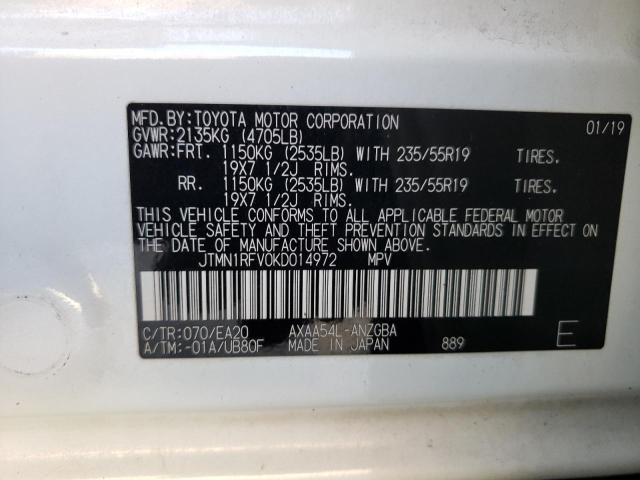 MFD.BY:TOYOTA MOTOR CORPORATION 01/19
GVWR:2135KG (4705LB)
GAWR:FRT. 1150KG (2535LB) WITH 235/55R19 TIRES.
19X7 1/2J RIMS.
RR. 1150KG (2535LB) WITH 235/55R19 TIRES.
19X7 1/2J RIMS.
THIS VEHICLE CONFORMS TO ALL APPLICABLE FEDERAL MOTOR
VEHICLE SAFETY AND THEFT PREVENTION STANDARDS IN EFFECT ON
THE DATE OF MANUFACTURE SHOWN ABOVE.
JTMN1RFV0KD014972 MPV
C/TR:070/EA20 AXAA54L-ANZGBA
A/TM:-01A/UB80F MADE IN JAPAN 889 E